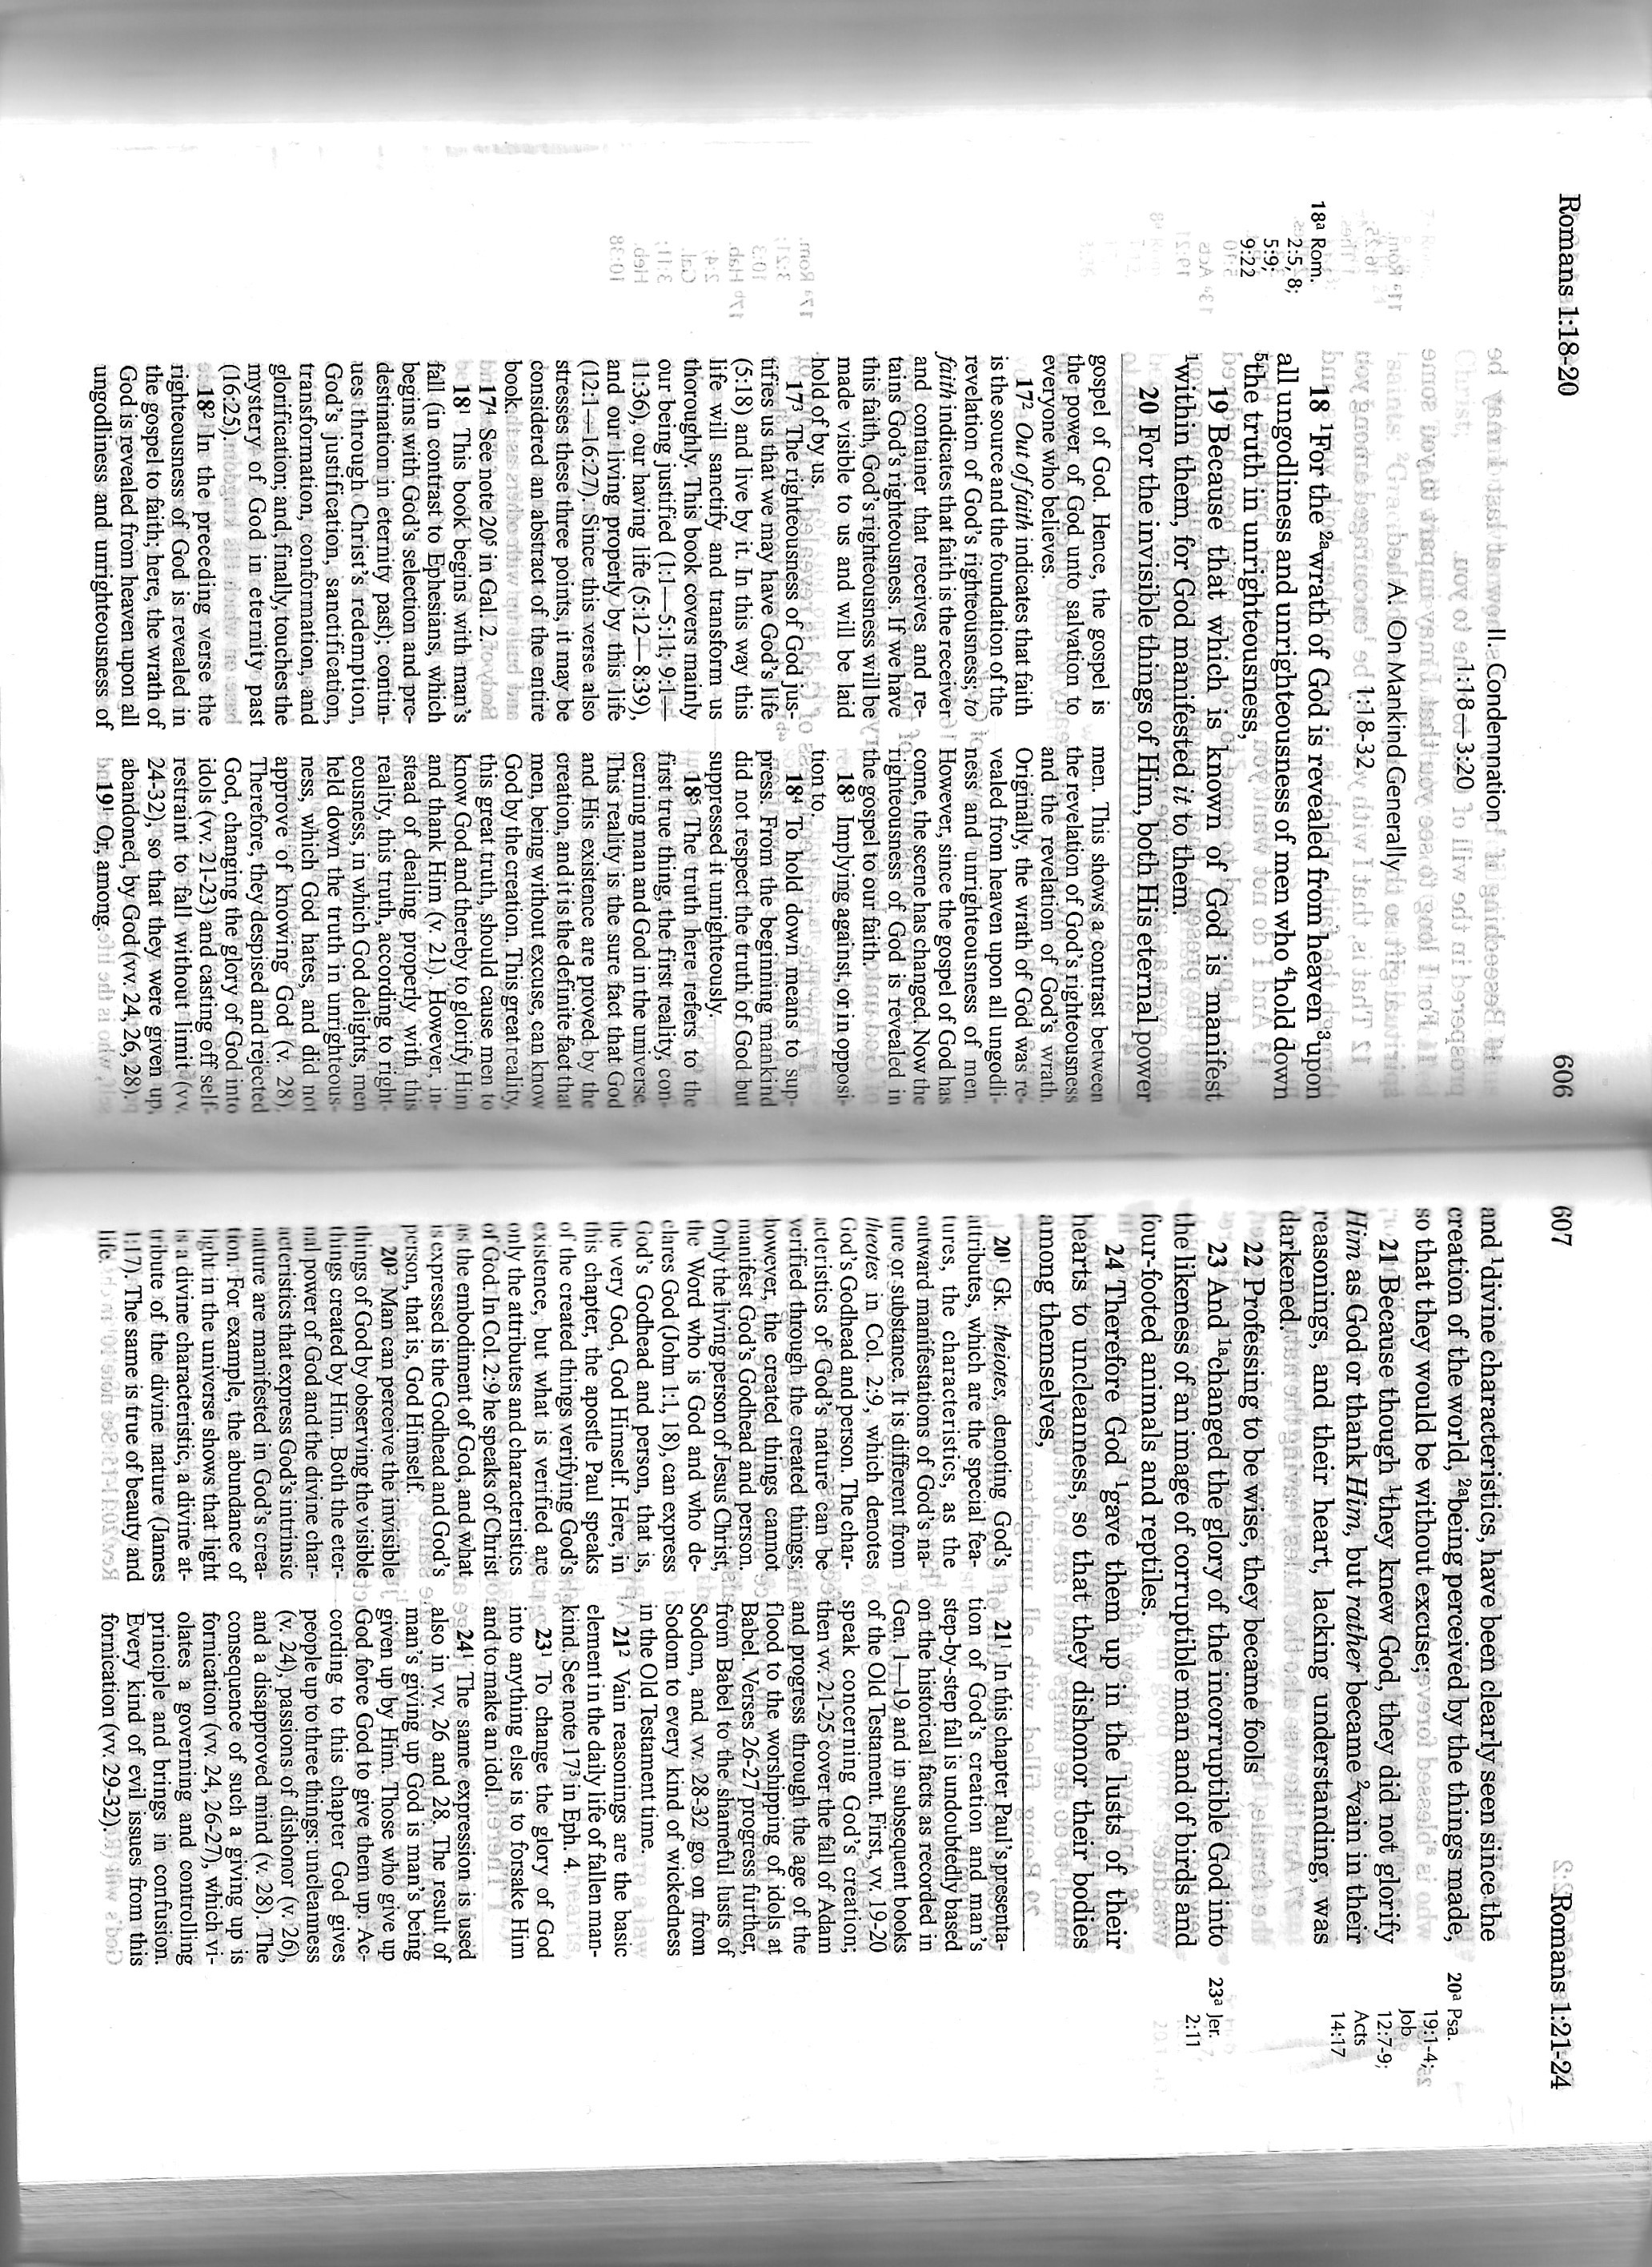 Romans 1:18-20
606
II. Condemnation
1:18—3:20
A. On Mankind Generally
1:18-32
18ᵃ Rom.
2:5, 8;
5:9;
9:22
18 ¹For the ²ᵃwrath of God is revealed from heaven ³upon
all ungodliness and unrighteousness of men who ⁴hold down
⁵the truth in unrighteousness,
19 Because that which is known of God is manifest
¹within them, for God manifested it to them.
20 For the invisible things of Him, both His eternal power
gospel of God. Hence, the gospel is
the power of God unto salvation to
everyone who believes.
17² Out of faith indicates that faith
is the source and the foundation of the
revelation of God's righteousness; to
faith indicates that faith is the receiver
and container that receives and re-
tains God's righteousness. If we have
this faith, God's righteousness will be
made visible to us and will be laid
hold of by us.
17³ The righteousness of God jus-
tifies us that we may have God's life
(5:18) and live by it. In this way this
life will sanctify and transform us
thoroughly. This book covers mainly
our being justified (1:1—5:11; 9:1—
11:36), our having life (5:12—8:39),
and our living properly by this life
(12:1—16:27). Since this verse also
stresses these three points, it may be
considered an abstract of the entire
book.
17⁴ See note 20⁵ in Gal. 2.
18¹ This book begins with man's
fall (in contrast to Ephesians, which
begins with God's selection and pre-
destination in eternity past); contin-
ues through Christ's redemption,
God's justification, sanctification,
transformation, conformation, and
glorification; and, finally, touches the
mystery of God in eternity past
(16:25).
18² In the preceding verse the
righteousness of God is revealed in
the gospel to faith; here, the wrath of
God is revealed from heaven upon all
ungodliness and unrighteousness of
men. This shows a contrast between
the revelation of God's righteousness
and the revelation of God's wrath.
Originally, the wrath of God was re-
vealed from heaven upon all ungodli-
ness and unrighteousness of men.
However, since the gospel of God has
come, the scene has changed. Now the
righteousness of God is revealed in
the gospel to our faith.
18³ Implying against, or in opposi-
tion to.
18⁴ To hold down means to sup-
press. From the beginning mankind
did not respect the truth of God but
suppressed it unrighteously.
18⁵ The truth here refers to the
first true thing, the first reality, con-
cerning man and God in the universe.
This reality is the sure fact that God
and His existence are proved by the
creation, and it is the definite fact that
men, being without excuse, can know
God by the creation. This great reality,
this great truth, should cause men to
know God and thereby to glorify Him
and thank Him (v. 21). However, in-
stead of dealing properly with this
reality, this truth, according to right-
eousness, in which God delights, men
held down the truth in unrighteous-
ness, which God hates, and did not
approve of knowing God (v. 28).
Therefore, they despised and rejected
God, changing the glory of God into
idols (vv. 21-23) and casting off self-
restraint to fall without limit (vv.
24-32), so that they were given up,
abandoned, by God (vv. 24, 26, 28).
19¹ Or, among.
607
Romans 1:21-24
and ¹divine characteristics, have been clearly seen since the
creation of the world, ²ᵃbeing perceived by the things made,
so that they would be without excuse;
21 Because though ¹they knew God, they did not glorify
Him as God or thank Him, but rather became ²vain in their
reasonings, and their heart, lacking understanding, was
darkened.
22 Professing to be wise, they became fools
23 And ¹ᵃchanged the glory of the incorruptible God into
the likeness of an image of corruptible man and of birds and
four-footed animals and reptiles.
24 Therefore God ¹gave them up in the lusts of their
hearts to uncleanness, so that they dishonor their bodies
among themselves,
20ᵃ Psa.
19:1-4;
Job
12:7-9;
Acts
14:17
23ᵃ Jer.
2:11
20¹ Gk. theiotes, denoting God's
attributes, which are the special fea-
tures, the characteristics, as the
outward manifestations of God's na-
ture or substance. It is different from
theotes in Col. 2:9, which denotes
God's Godhead and person. The char-
acteristics of God's nature can be
verified through the created things;
however, the created things cannot
manifest God's Godhead and person.
Only the living person of Jesus Christ,
the Word who is God and who de-
clares God (John 1:1, 18), can express
God's Godhead and person, that is,
the very God, God Himself. Here, in
this chapter, the apostle Paul speaks
of the created things verifying God's
existence, but what is verified are
only the attributes and characteristics
of God. In Col. 2:9 he speaks of Christ
as the embodiment of God, and what
is expressed is the Godhead and God's
person, that is, God Himself.
20² Man can perceive the invisible
things of God by observing the visible
things created by Him. Both the eter-
nal power of God and the divine char-
acteristics that express God's intrinsic
nature are manifested in God's crea-
tion. For example, the abundance of
light in the universe shows that light
is a divine characteristic, a divine at-
tribute of the divine nature (James
1:17). The same is true of beauty and
life.
21¹ In this chapter Paul's presenta-
tion of God's creation and man's
step-by-step fall is undoubtedly based
on the historical facts as recorded in
Gen. 1—19 and in subsequent books
of the Old Testament. First, vv. 19-20
speak concerning God's creation;
then vv. 21-25 cover the fall of Adam
and progress through the age of the
flood to the worshipping of idols at
Babel. Verses 26-27 progress further,
from Babel to the shameful lusts of
Sodom, and vv. 28-32 go on from
Sodom to every kind of wickedness
in the Old Testament time.
21² Vain reasonings are the basic
element in the daily life of fallen man-
kind. See note 17³ in Eph. 4.
23¹ To change the glory of God
into anything else is to forsake Him
and to make an idol.
24¹ The same expression is used
also in vv. 26 and 28. The result of
man's giving up God is man's being
given up by Him. Those who give up
God force God to give them up. Ac-
cording to this chapter God gives
people up to three things: uncleanness
(v. 24), passions of dishonor (v. 26),
and a disapproved mind (v. 28). The
consequence of such a giving up is
fornication (vv. 24, 26-27), which vi-
olates a governing and controlling
principle and brings in confusion.
Every kind of evil issues from this
fornication (vv. 29-32).